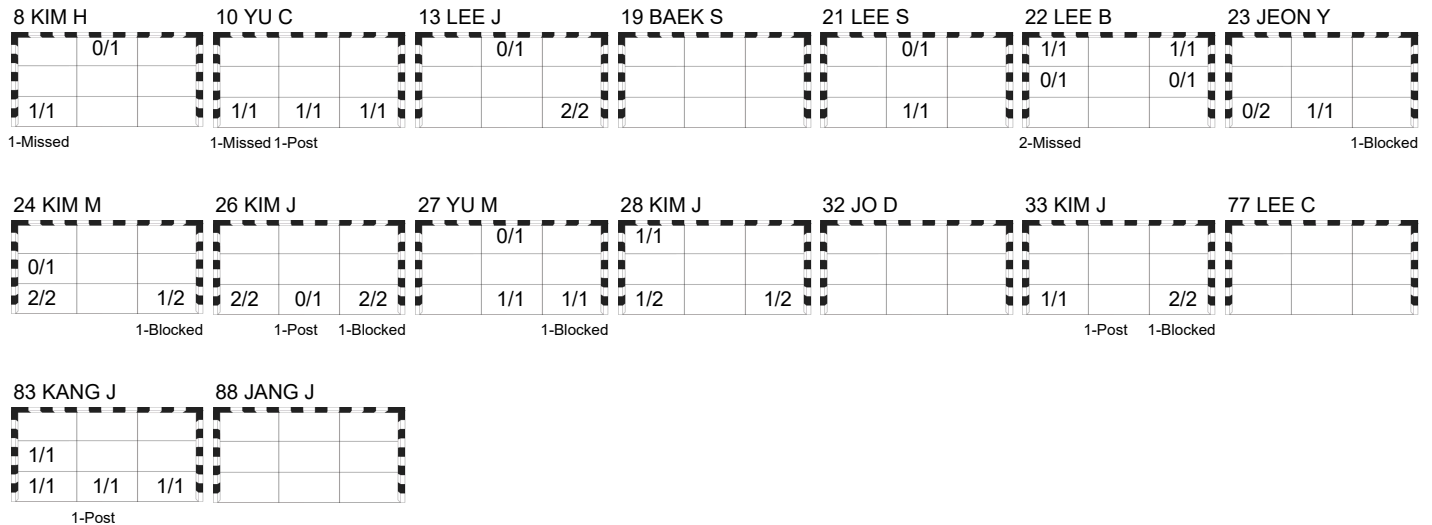 8 KIM H 10 YU C 13 LEE J 19 BAEK S 21 LEE S 22 LEE B 23 JEON Y
0/1 0/1 0/1 1/1 1/1
0/1 0/1
1/1 1/1 1/1 1/1 2/2 1/1 0/2 1/1
1-Missed 1-Missed 1-Post 2-Missed 1-Blocked
24 KIM M 26 KIM J 27 YU M 28 KIM J 32 JO D 33 KIM J 77 LEE C
0/1 1/1
0/1
2/2 1/2 2/2 0/1 2/2 1/1 1/1 1/2 1/2 1/1 2/2
1-Blocked 1-Post 1-Blocked 1-Blocked 1-Post 1-Blocked
83 KANG J 88 JANG J
1/1
1/1 1/1 1/1
1-Post